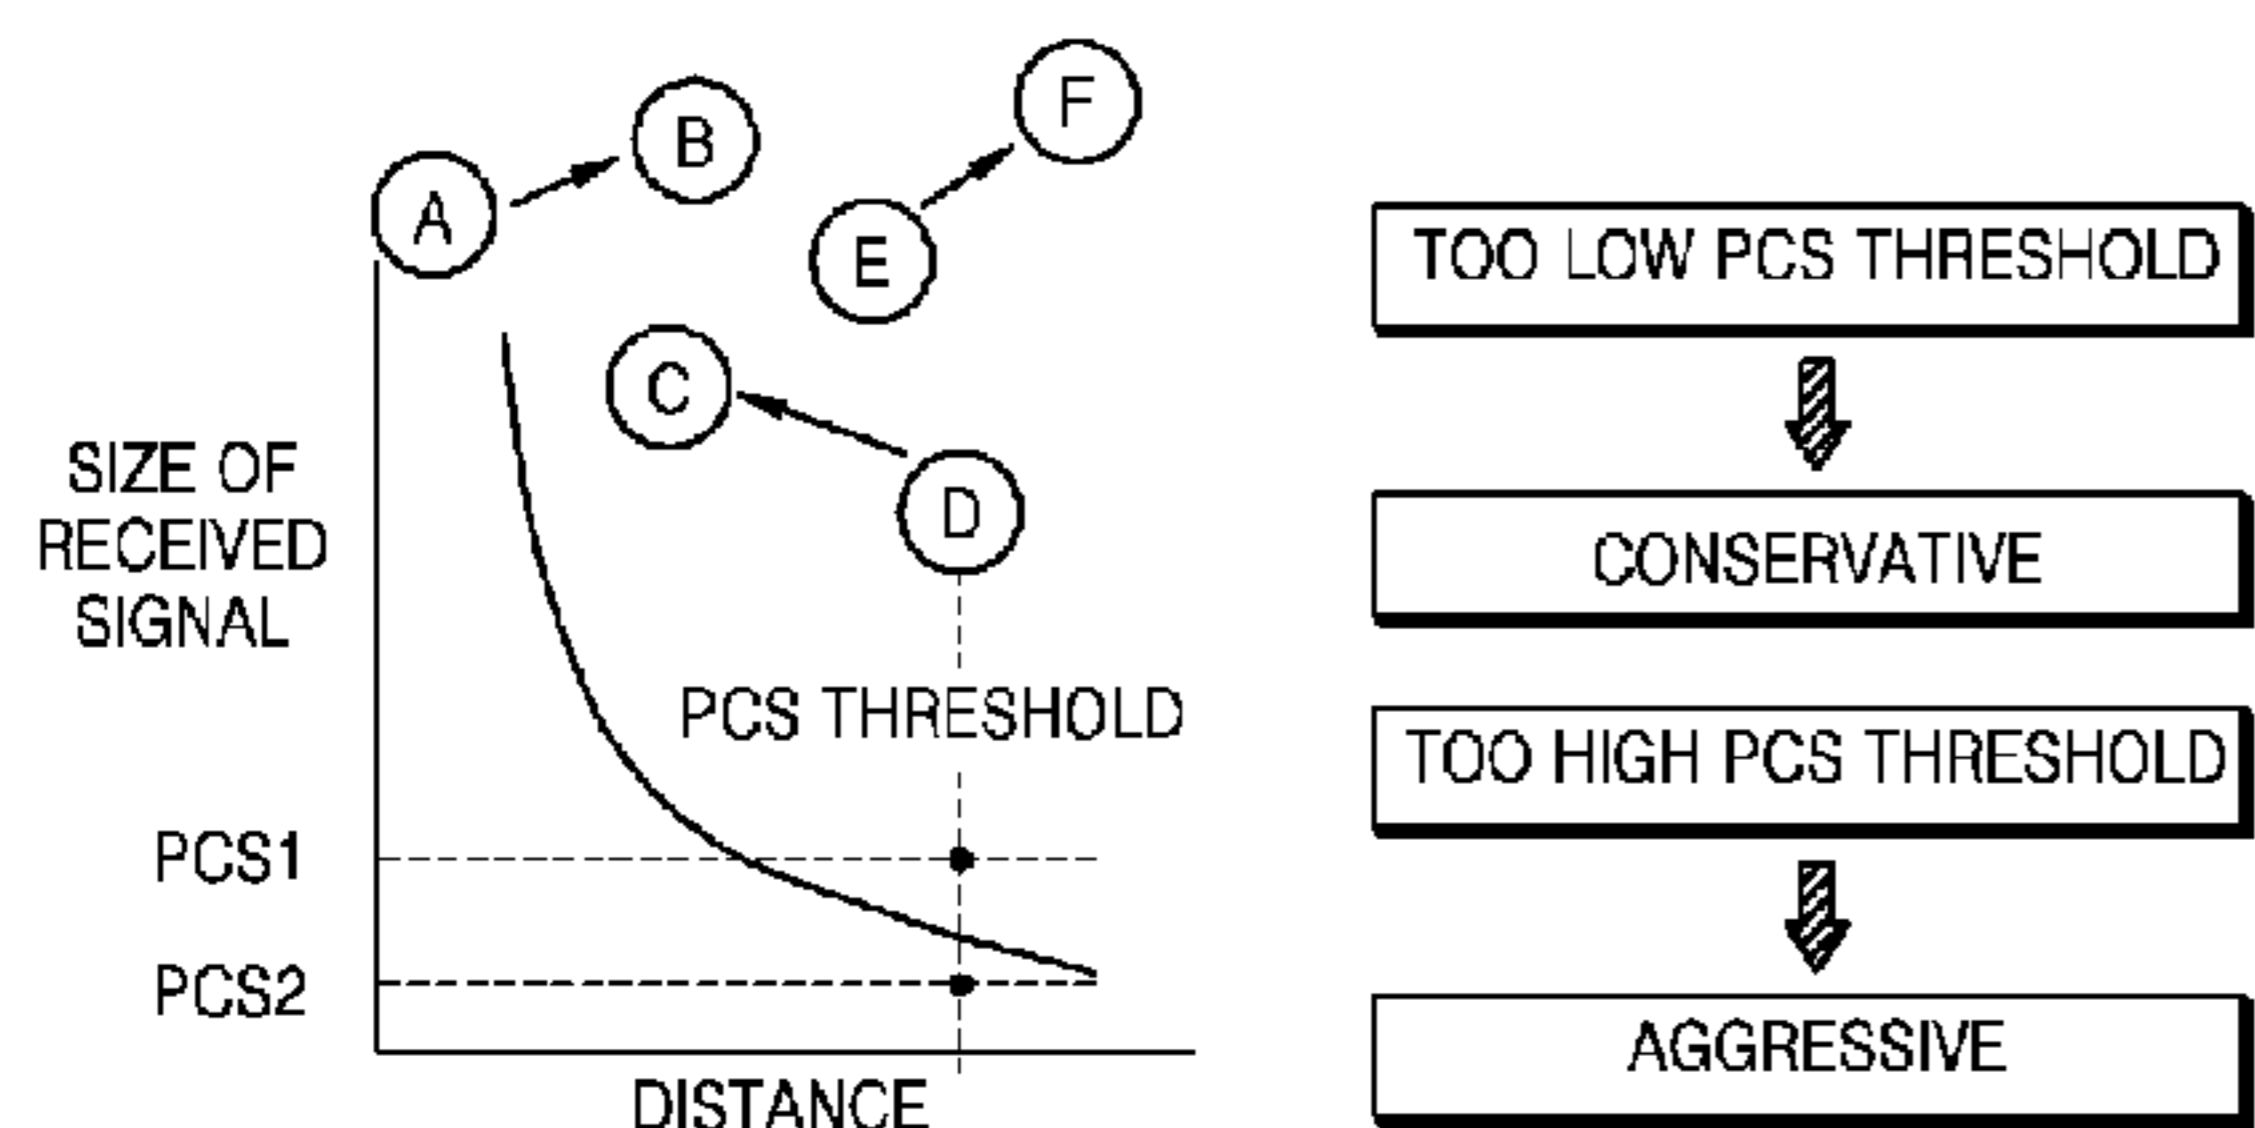 A
B
C
D
E
F
SIZE OF
RECEIVED
SIGNAL
PCS THRESHOLD
PCS1
PCS2
DISTANCE
TOO LOW PCS THRESHOLD
CONSERVATIVE
TOO HIGH PCS THRESHOLD
AGGRESSIVE